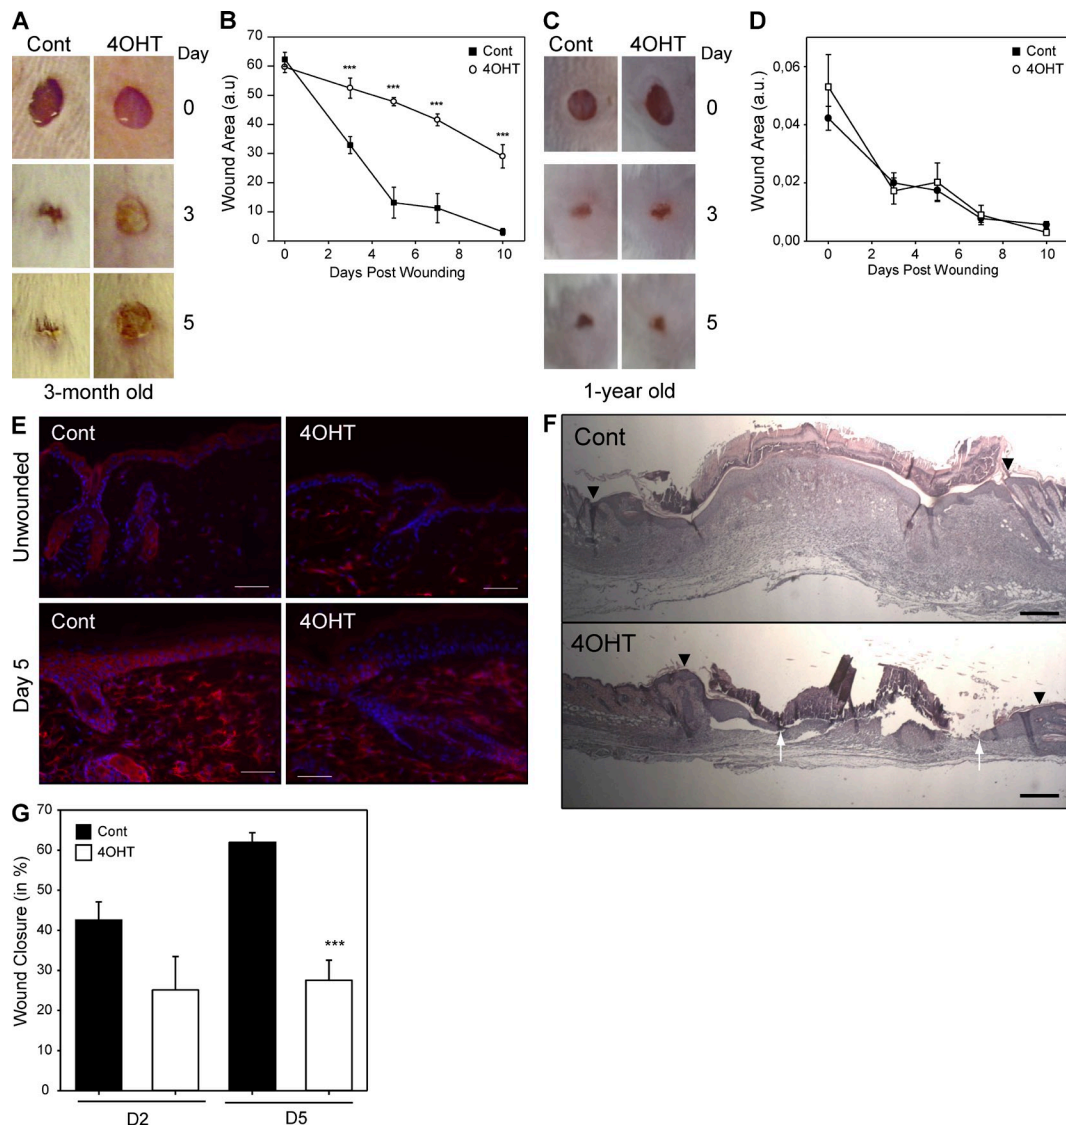 A
Cont 4OHT Day
0
3
5
3-month old
B
Wound Area (a.u)
70
60
50
40
30
20
10
0
*** *** *** ***
Cont
4OHT
0 2 4 6 8 10
Days Post Wounding
C
Cont 4OHT Day
0
3
5
1-year old
D
Wound Area (a.u.)
0,06
0,04
0,02
0,00
Cont
4OHT
0 2 4 6 8 10
Days Post Wounding
E
Unwounded
Cont 4OHT
Day 5
Cont 4OHT
F
Cont
4OHT
G
Wound Closure (in %)
70
60
50
40
30
20
10
0
Cont
4OHT
***
D2 D5